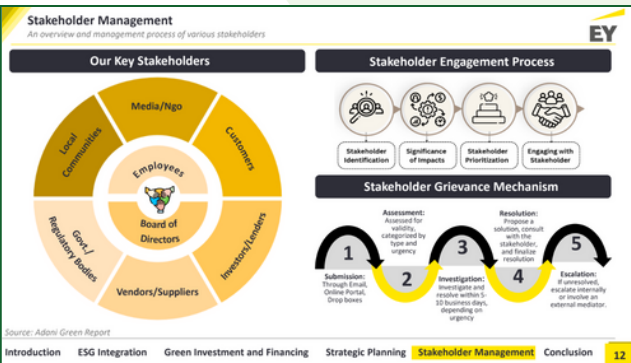 Stakeholder Management
An overview and management process of various stakeholders
EY
Our Key Stakeholders
Media/Ngo
Customers
Investors/Lenders
Vendors/Suppliers
Govt./
Regulatory Bodies
Local
Communities
Employees
Board of
Directors
Stakeholder Engagement Process
Stakeholder
Identification
Significance
of Impacts
Stakeholder
Prioritization
Engaging with
Stakeholder
Stakeholder Grievance Mechanism
1
Submission:
Through Email,
Online Portal,
Drop boxes
Assessment:
Assessed for
validity,
categorized by
type and
urgency
2
3
Investigation:
Investigate and
resolve within 5-
10 business days,
depending on
urgency
Resolution:
Propose a
solution, consult
with the
stakeholder,
and finalize
resolution
4
5
Escalation:
If unresolved,
escalate internally
or involve an
external mediator.
Source: Adani Green Report
Introduction ESG Integration Green Investment and Financing Strategic Planning Stakeholder Management Conclusion 12